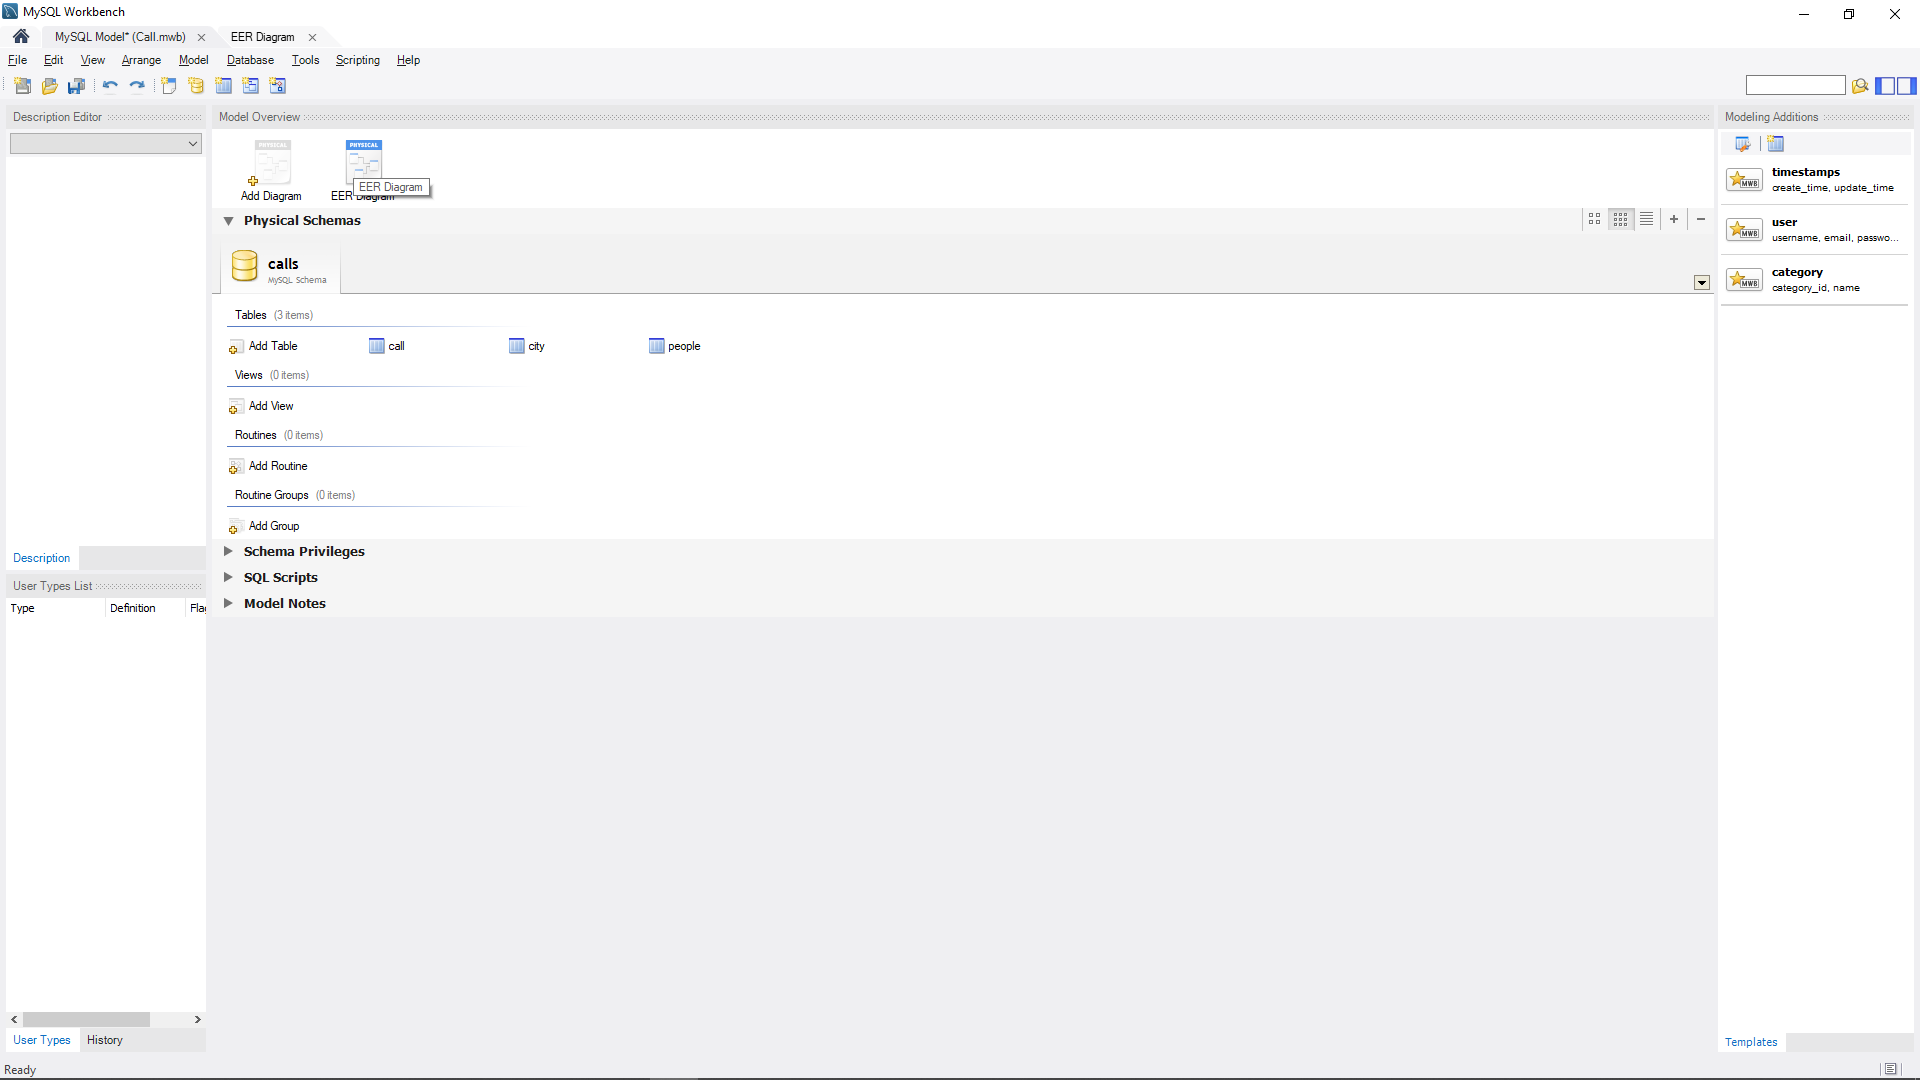 MySQL Workbench
MySQL Model* (Call.mwb)
EER Diagram
File Edit View Arrange Model Database Tools Scripting Help
Description Editor
Model Overview
Modeling Additions
PHYSICAL
Add Diagram
PHYSICAL
EER Diagram
EER Diagram
Physical Schemas
calls
MySQL Schema
Tables (3 items)
Add Table
call
city
people
Views (0 items)
Add View
Routines (0 items)
Add Routine
Routine Groups (0 items)
Add Group
Schema Privileges
SQL Scripts
Model Notes
Description
User Types List
Type Definition Flag
User Types History
MWB
timestamps
create_time, update_time
MWB
user
username, email, passwo...
MWB
category
category_id, name
Templates
Ready